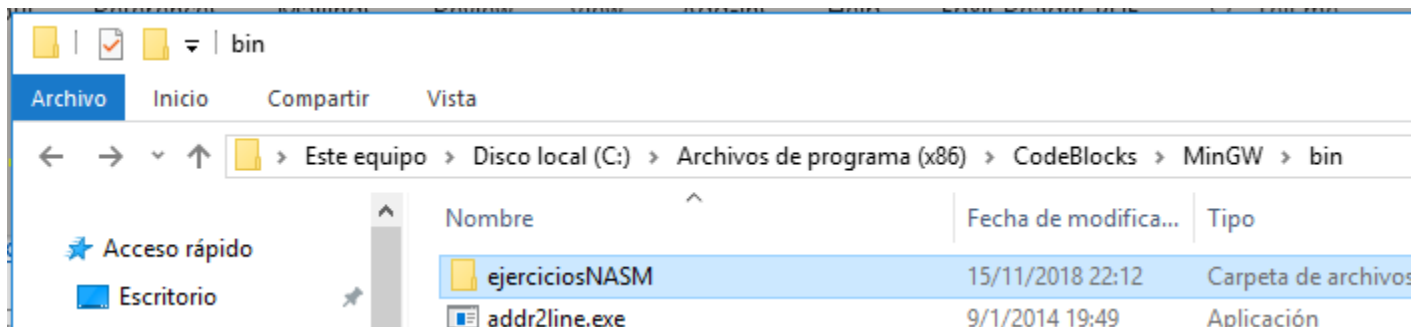 bin
Archivo Inicio Compartir Vista
Este equipo > Disco local (C:) > Archivos de programa (x86) > CodeBlocks > MinGW > bin
Nombre Fecha de modifica... Tipo
Acceso rápido
ejerciciosNASM 15/11/2018 22:12 Carpeta de archivos
Escritorio
addr2line.exe 9/1/2014 19:49 Aplicación